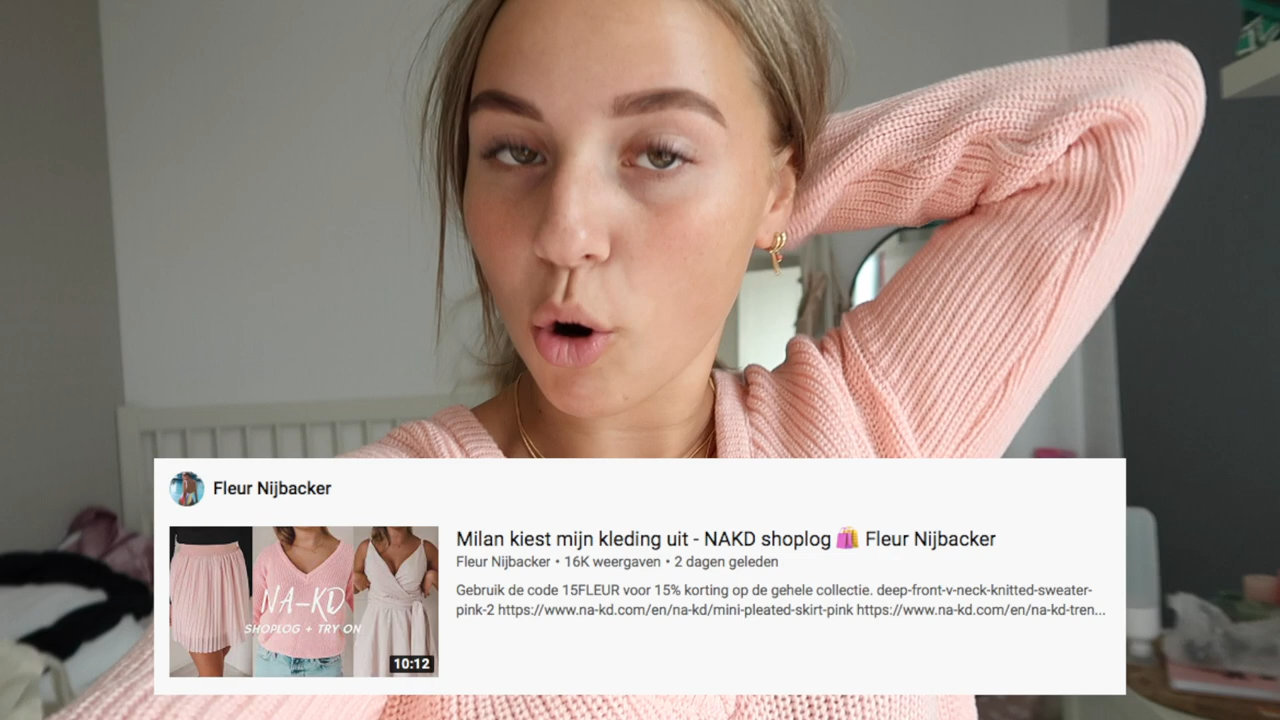 Fleur Nijbacker
Milan kiest mijn kleding uit - NAKD shoplog 🛍 Fleur Nijbacker
Fleur Nijbacker • 16K weergaven • 2 dagen geleden
Gebruik de code 15FLEUR voor 15% korting op de gehele collectie. deep-front-v-neck-knitted-sweater-
pink-2 https://www.na-kd.com/en/na-kd/mini-pleated-skirt-pink https://www.na-kd.com/en/na-kd-tren...
NA-KD
SHOPLOG + TRY ON
10:12